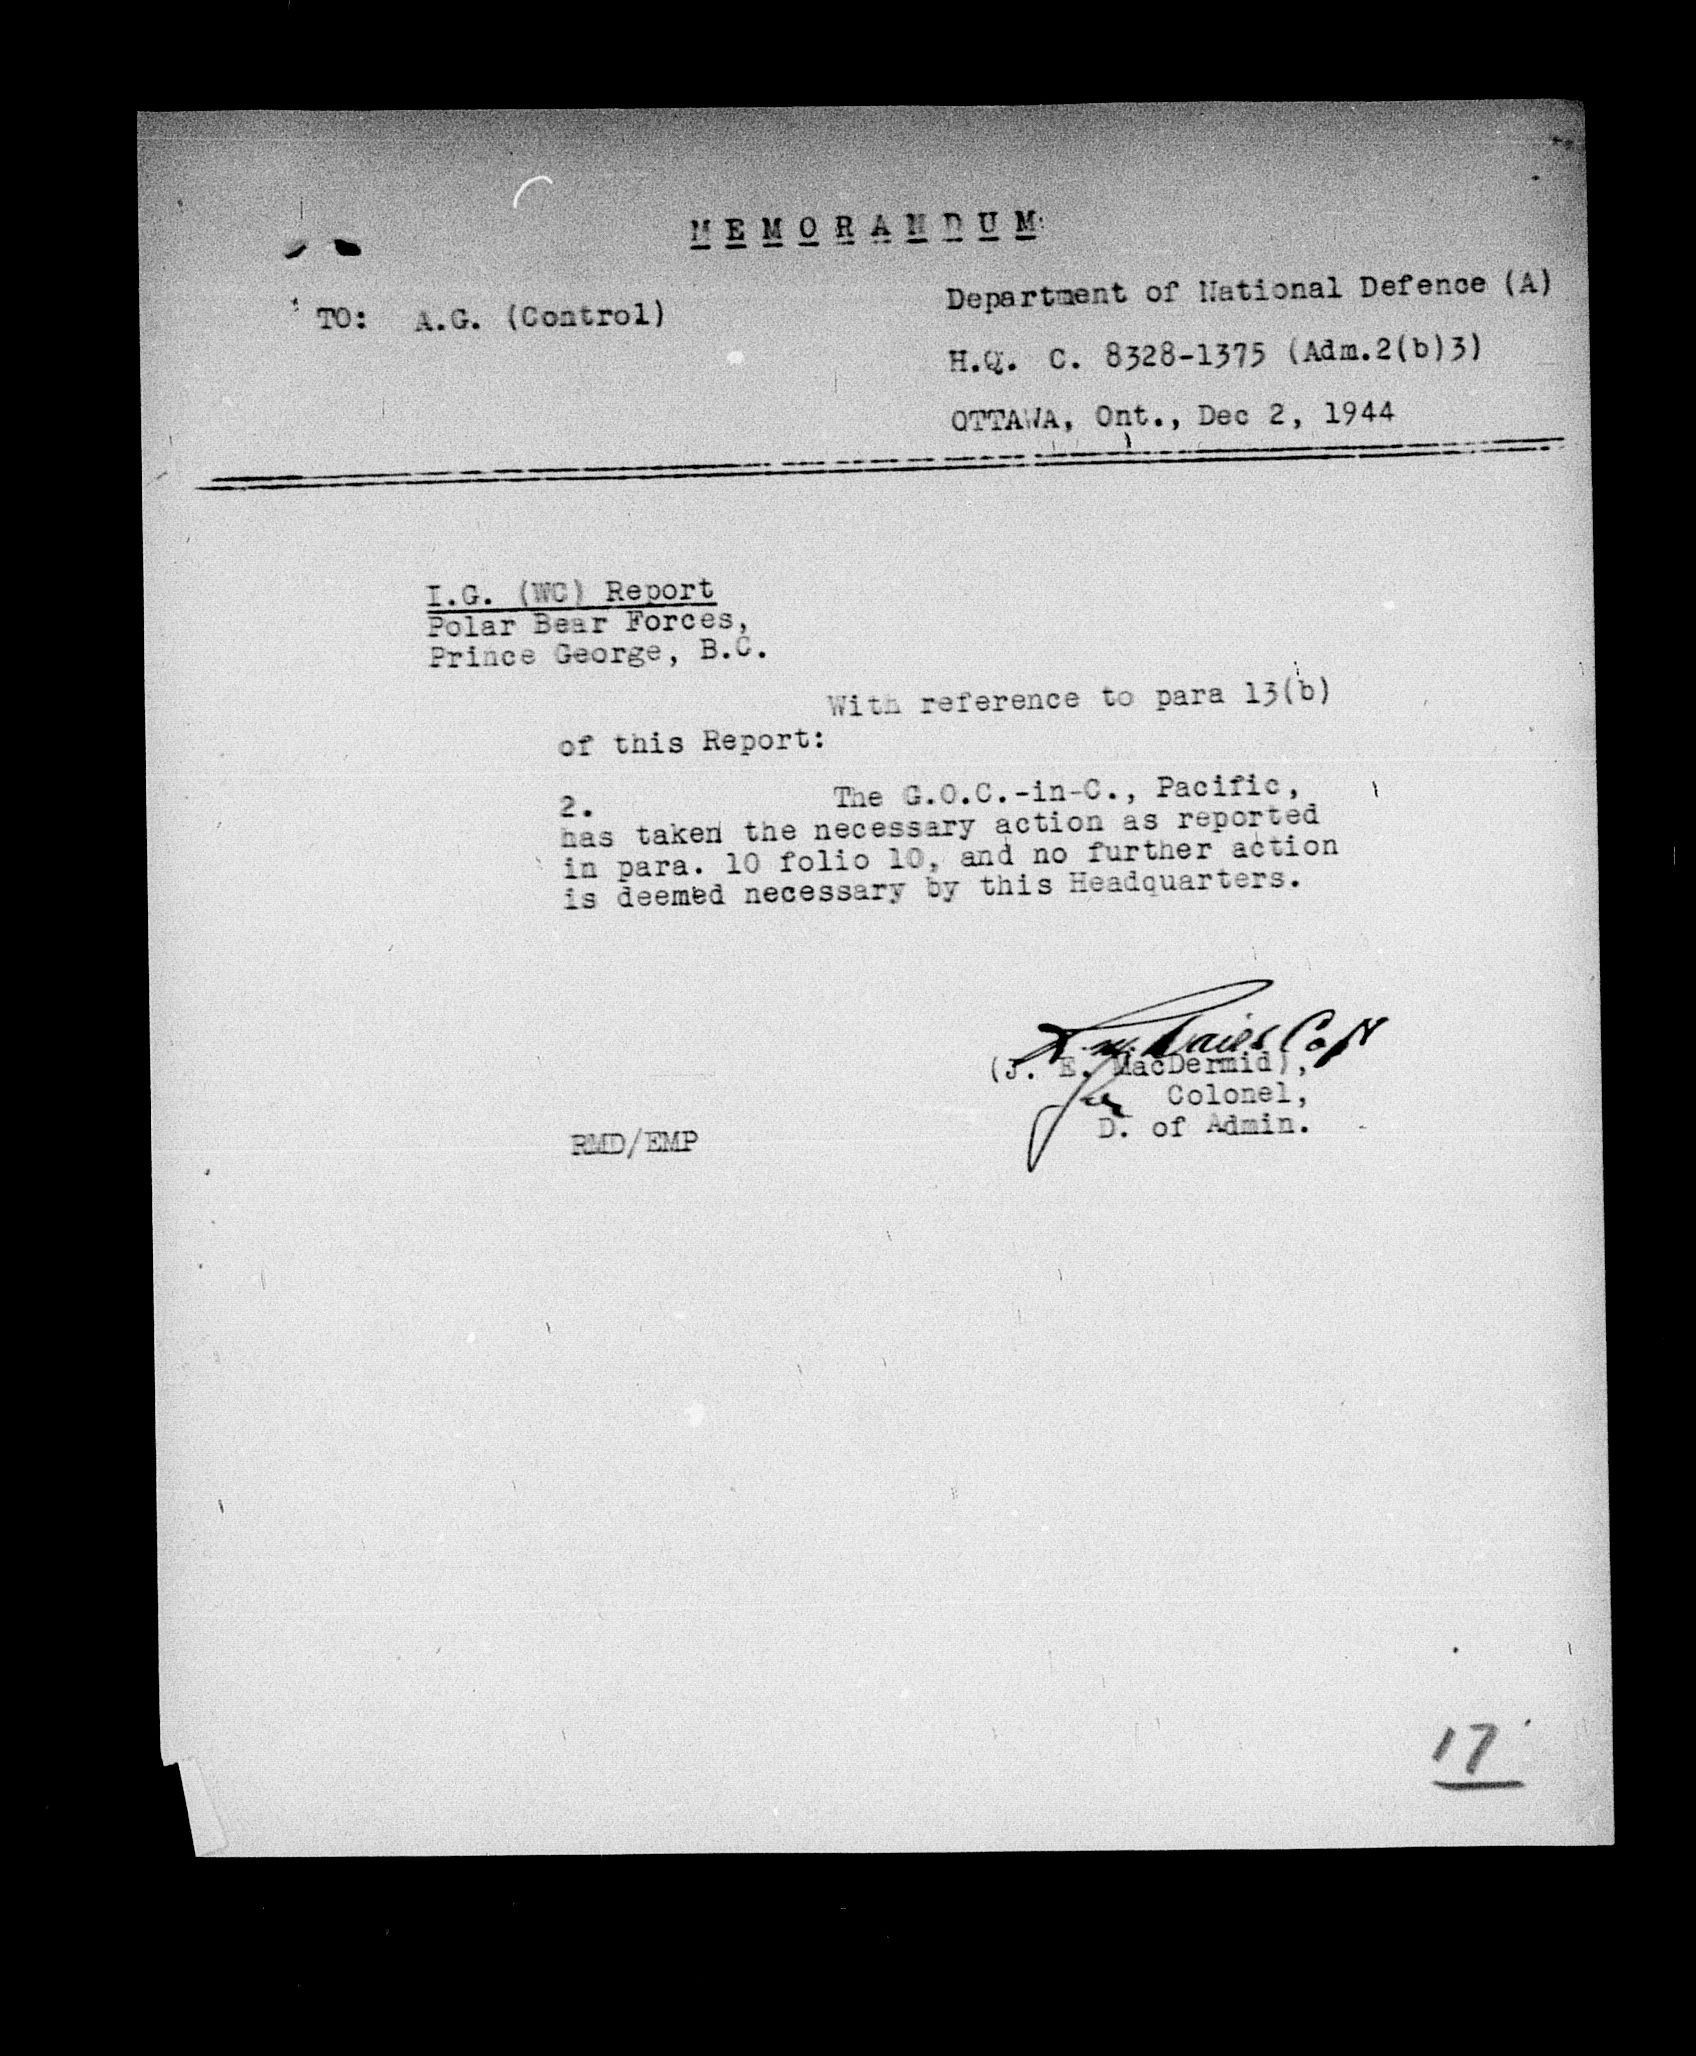 MEMORANDUM
TO: A.G. (Control)
Department of National Defence (A)
H.Q. C. 8328-1375 (Adm.2(b)3)
OTTAWA, Ont., Dec 2, 1944
I.G. (WC) Report
Polar Bear Forces,
Prince George, B.C.
With reference to para 13(b)
of this Report:
2. The G.O.C.-in-C., Pacific,
has taken the necessary action as reported
in para. 10 folio 10, and no further action
is deemed necessary by this Headquarters.
Capt
(J. E. MacDermid),
for Colonel,
D. of Admin.
RMD/EMP
17